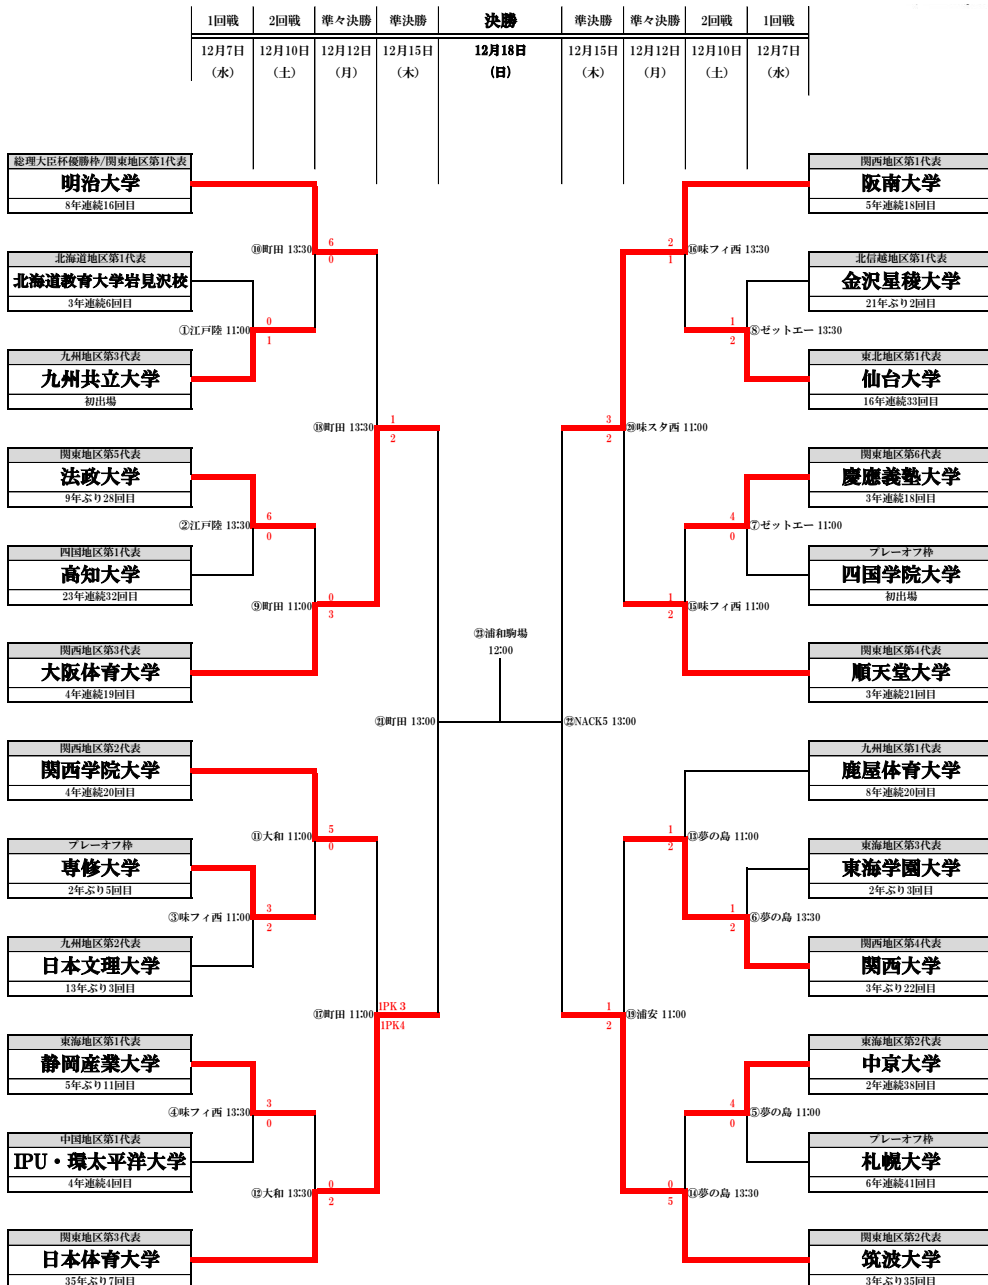 1回戦 2回戦 準々決勝 準決勝 決勝 準決勝 準々決勝 2回戦 1回戦
12月7日 12月10日 12月12日 12月15日 12月18日 12月15日 12月12日 12月10日 12月7日
(水) (土) (月) (木) (日) (木) (月) (土) (水)
総理大臣杯優勝枠/関東地区第1代表
明治大学
8年連続16回目
⑩町田 13:30
6
0
北海道地区第1代表
北海道教育大学岩見沢校
3年連続6回目
①江戸陸 11:00
0
1
九州地区第3代表
九州共立大学
初出場
⑱町田 13:30
1
2
関東地区第5代表
法政大学
9年ぶり28回目
②江戸陸 13:30
6
0
四国地区第1代表
高知大学
23年連続32回目
⑨町田 11:00
0
3
関西地区第3代表
大阪体育大学
4年連続19回目
㉑町田 13:00
関西地区第2代表
関西学院大学
4年連続20回目
⑪大和 11:00
5
0
プレーオフ枠
専修大学
2年ぶり5回目
③味フィ西 11:00
3
2
九州地区第2代表
日本文理大学
13年ぶり3回目
⑰町田 11:00
1PK 3
1PK4
東海地区第1代表
静岡産業大学
5年ぶり11回目
④味フィ西 13:30
3
0
中国地区第1代表
IPU・環太平洋大学
4年連続4回目
⑫大和 13:30
0
2
関東地区第3代表
日本体育大学
35年ぶり7回目
㉓浦和駒場
12:00
関西地区第1代表
阪南大学
5年連続18回目
2
1
⑯味フィ西 13:30
北信越地区第1代表
金沢星稜大学
21年ぶり2回目
1
2
⑧ゼットエー 13:30
東北地区第1代表
仙台大学
16年連続33回目
3
2
⑳味スタ西 11:00
関東地区第6代表
慶應義塾大学
3年連続18回目
4
0
⑦ゼットエー 11:00
プレーオフ枠
四国学院大学
初出場
1
2
⑮味フィ西 11:00
関東地区第4代表
順天堂大学
3年連続21回目
㉒NACK5 13:00
九州地区第1代表
鹿屋体育大学
8年連続20回目
1
2
⑬夢の島 11:00
東海地区第3代表
東海学園大学
2年ぶり3回目
1
2
⑥夢の島 13:30
関西地区第4代表
関西大学
3年ぶり22回目
1
2
⑲浦安 11:00
東海地区第2代表
中京大学
2年連続38回目
4
0
⑤夢の島 11:00
プレーオフ枠
札幌大学
6年連続41回目
0
5
⑭夢の島 13:30
関東地区第2代表
筑波大学
3年ぶり35回目